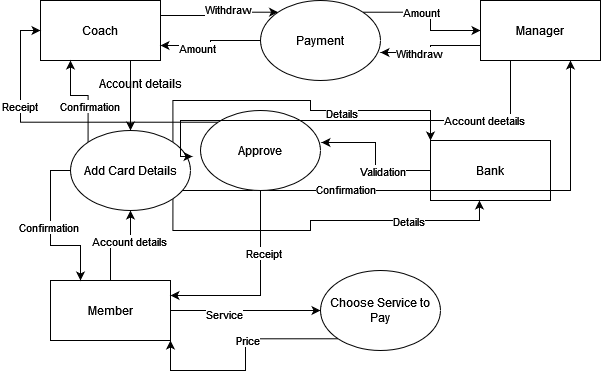 Withdraw
Amount
Coach
Payment
Manager
Amount
Withdraw
Account details
Receipt
Confirmation
Details
Account deetails
Approve
Add Card Details
Validation
Bank
Confirmation
Confirmation
Account details
Details
Receipt
Member
Service
Choose Service to
Pay
Price